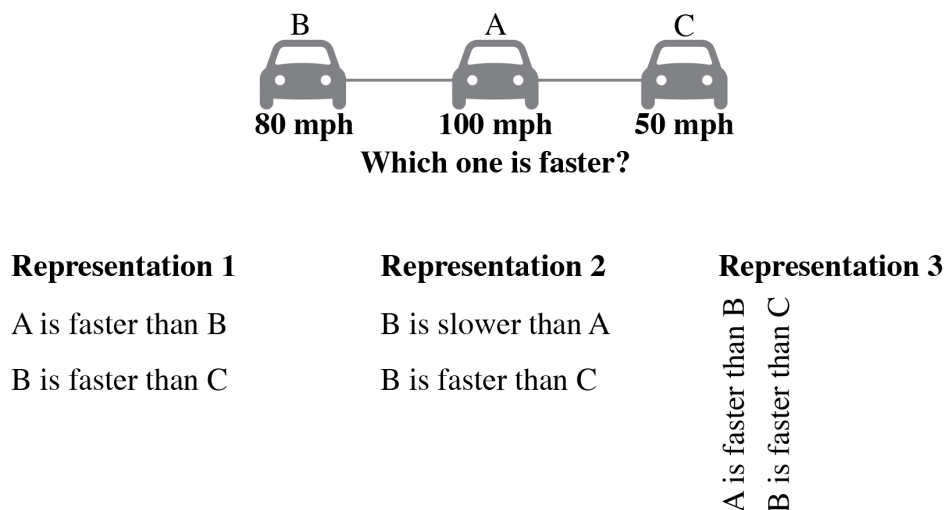 B A C
80 mph 100 mph 50 mph
Which one is faster?
Representation 1
A is faster than B
B is faster than C
Representation 2
B is slower than A
B is faster than C
Representation 3
A is faster than B
B is faster than C